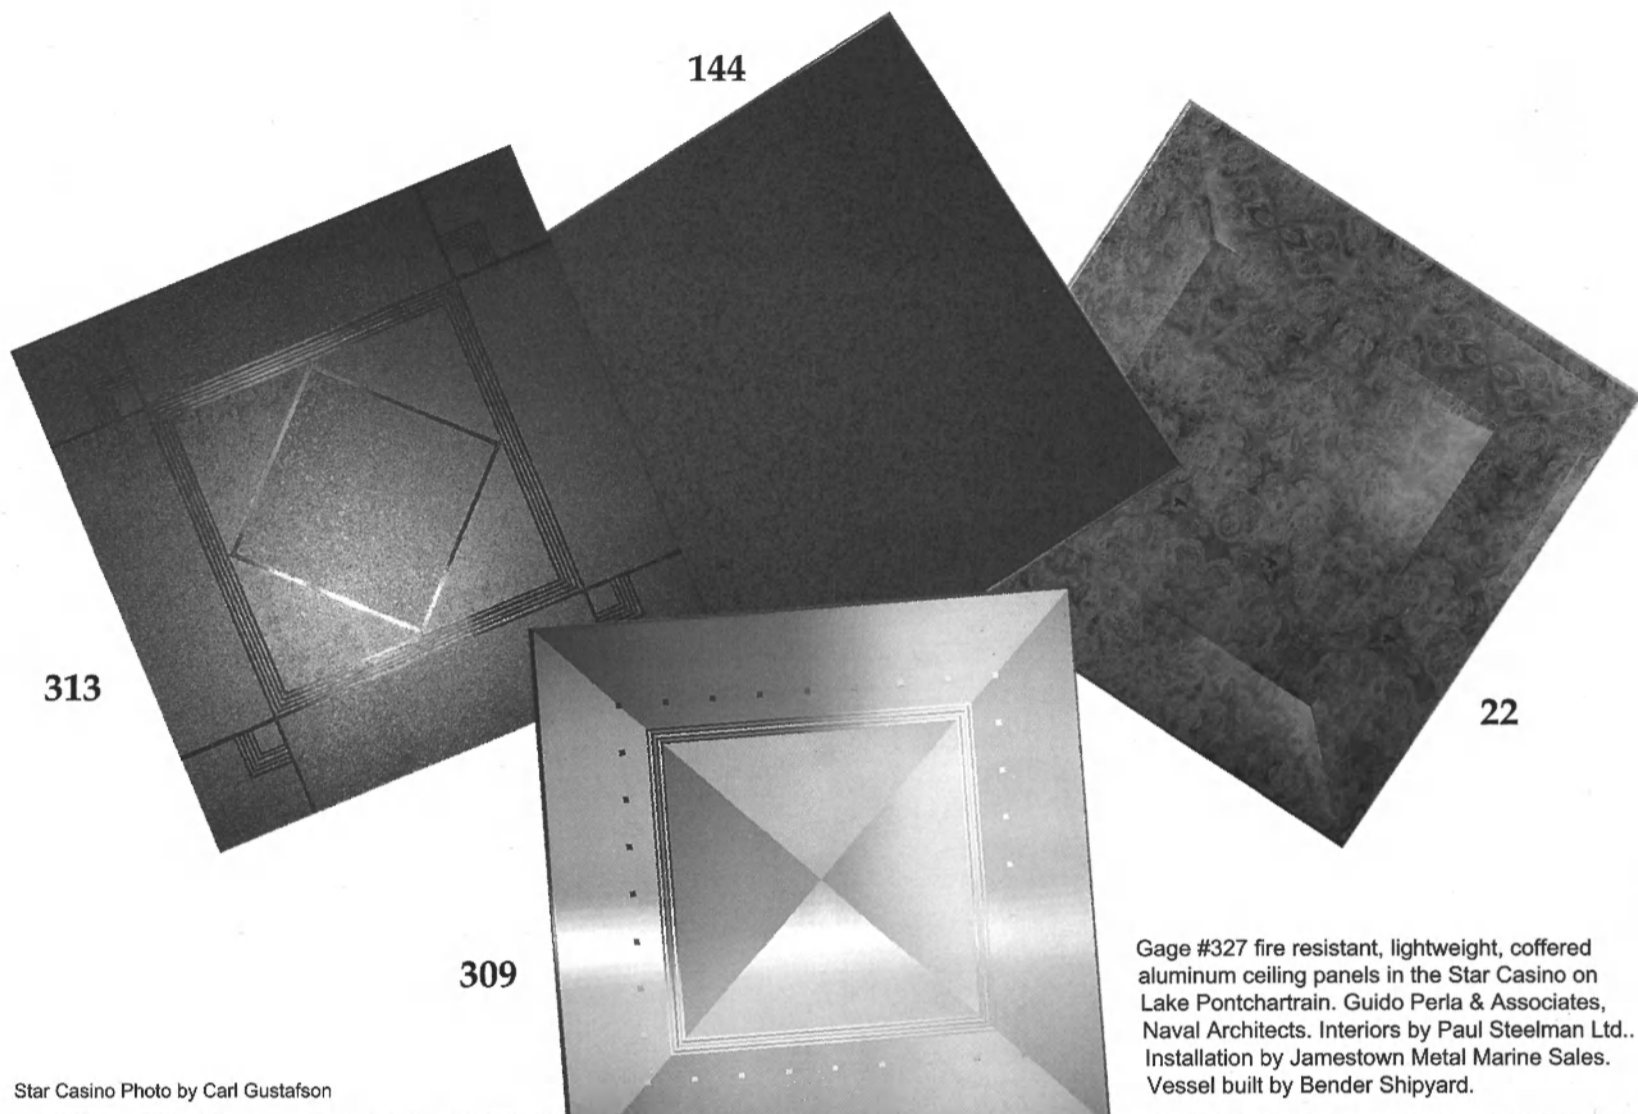 144
313
22
309
Gage #327 fire resistant, lightweight, coffered
aluminum ceiling panels in the Star Casino on
Lake Pontchartrain. Guido Perla & Associates,
Naval Architects. Interiors by Paul Steelman Ltd..
Installation by Jamestown Metal Marine Sales.
Vessel built by Bender Shipyard.
Star Casino Photo by Carl Gustafson